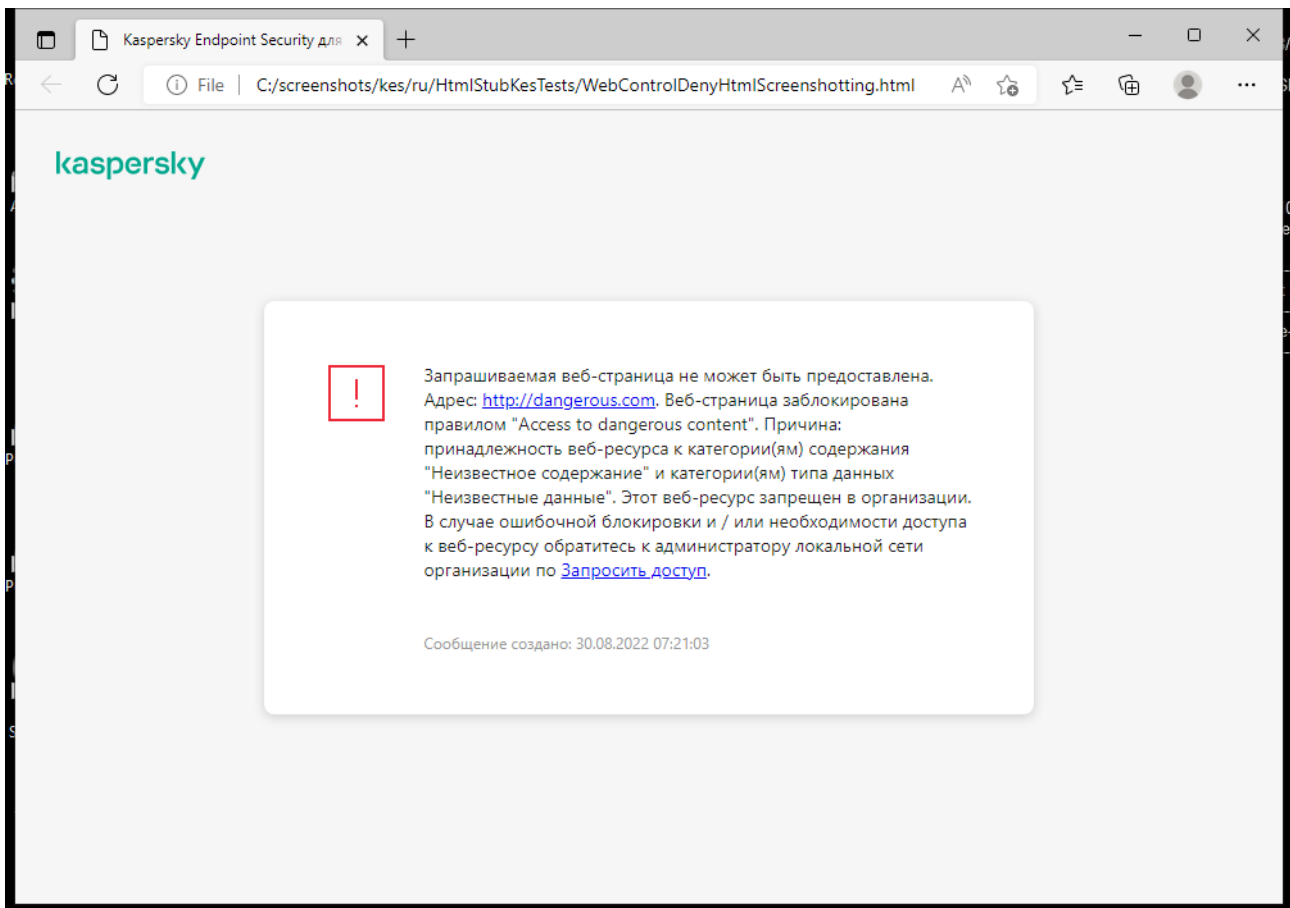 Kaspersky Endpoint Security для
File C:/screenshots/kes/ru/HtmlStubKesTests/WebControlDenyHtmlScreenshotting.html
kaspersky
Запрашиваемая веб-страница не может быть предоставлена.
Адрес: http://dangerous.com. Веб-страница заблокирована
правилом "Access to dangerous content". Причина:
принадлежность веб-ресурса к категории(ям) содержания
"Неизвестное содержание" и категории(ям) типа данных
"Неизвестные данные". Этот веб-ресурс запрещен в организации.
В случае ошибочной блокировки и / или необходимости доступа
к веб-ресурсу обратитесь к администратору локальной сети
организации по Запросить доступ.
Сообщение создано: 30.08.2022 07:21:03